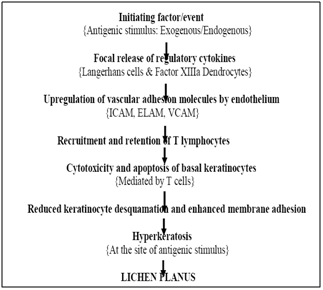 Initiating factor/event
{Antigenic stimulus: Exogenous/Endogenous}
Focal release of regulatory cytokines
{Langerhans cells & Factor XIIIa Dendrocytes}
Upregulation of vascular adhesion molecules by endothelium
{ICAM, ELAM, VCAM}
Recruitment and retention of T lymphocytes
Cytotoxicity and apoptosis of basal keratinocytes
{Mediated by T cells}
Reduced keratinocyte desquamation and enhanced membrane adhesion
Hyperkeratosis
{At the site of antigenic stimulus}
LICHEN PLANUS